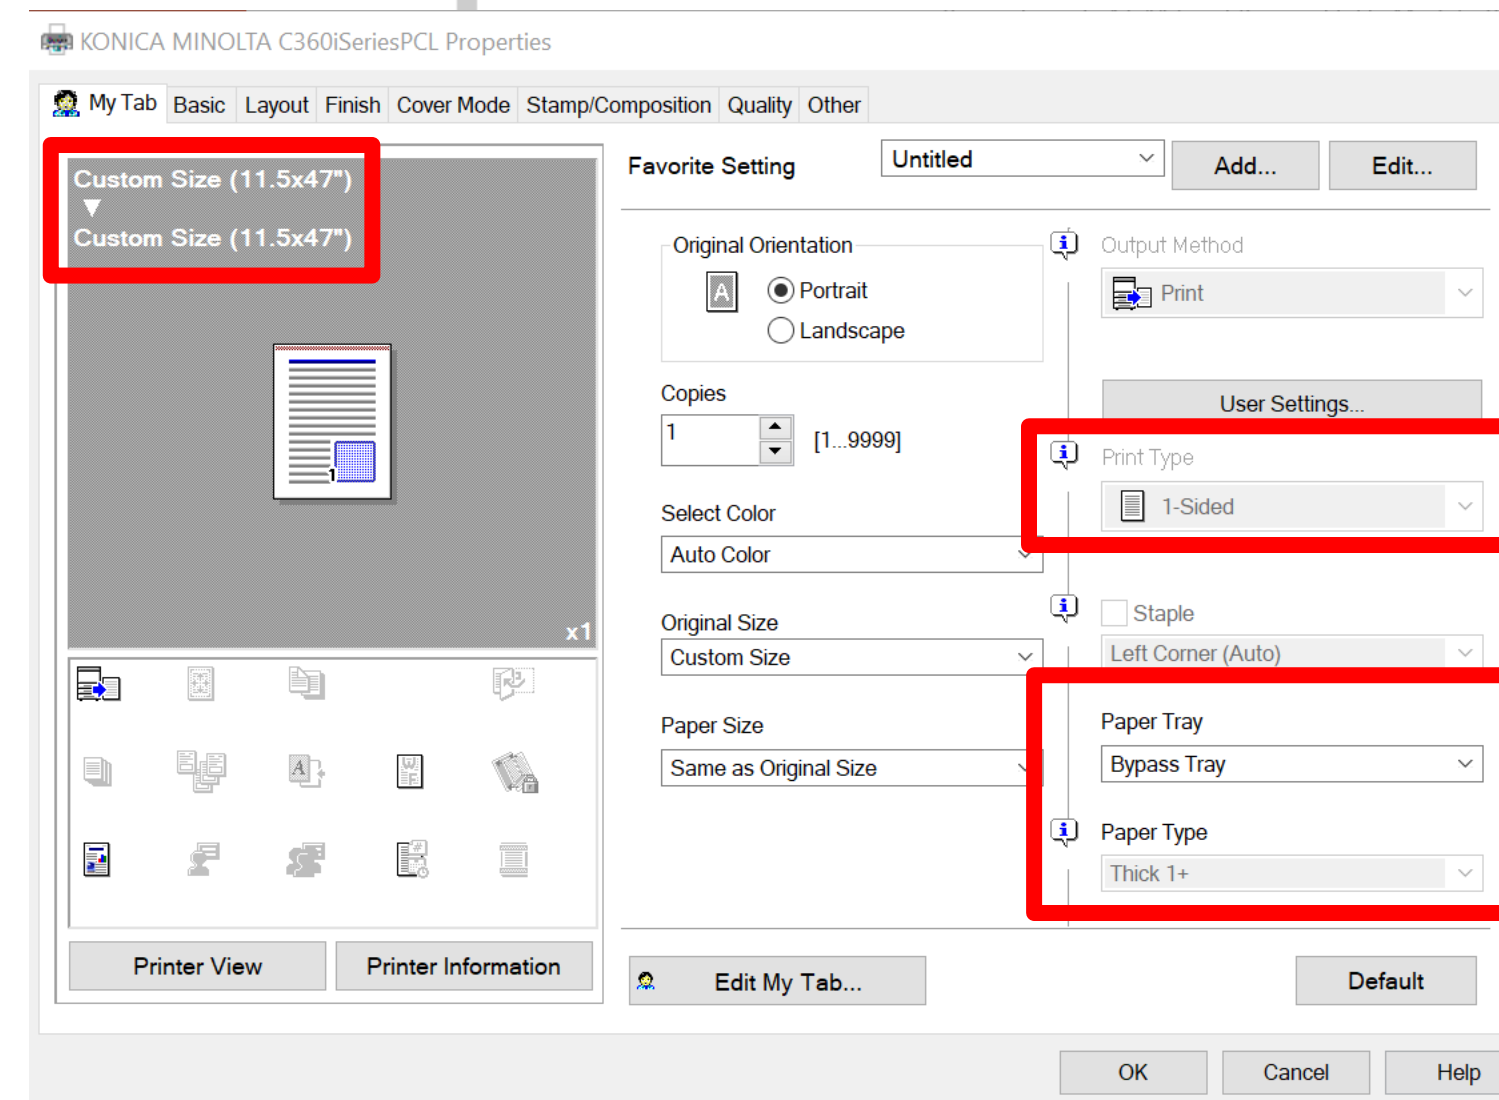 KONICA MINOLTA C360iSeriesPCL Properties
My Tab Basic Layout Finish Cover Mode Stamp/Composition Quality Other
Custom Size (11.5x47")
Custom Size (11.5x47")
x1
Printer View Printer Information
Favorite Setting Untitled Add... Edit...
Original Orientation
A Portrait
Landscape
Copies
1 [1...9999]
Select Color
Auto Color
Original Size
Custom Size
Paper Size
Same as Original Size
Output Method
Print
User Settings...
Print Type
1-Sided
Staple
Left Corner (Auto)
Paper Tray
Bypass Tray
Paper Type
Thick 1+
Edit My Tab... Default
OK Cancel Help